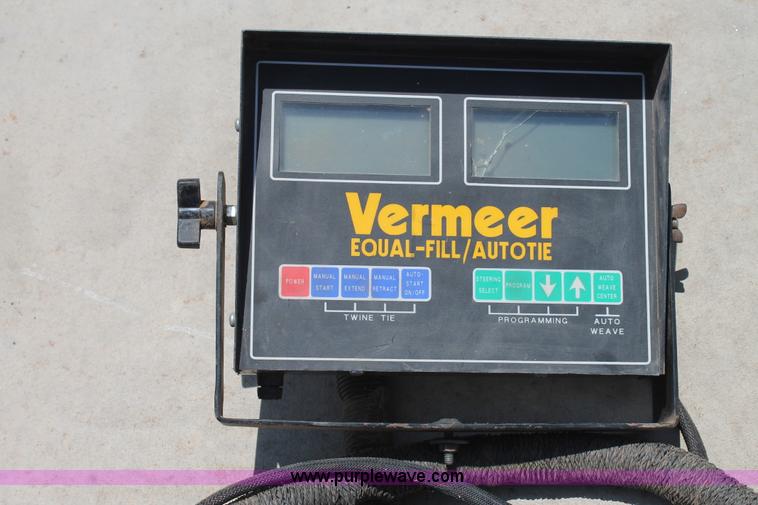 Vermeer
EQUAL-FILL/AUTOTIE
POWER
MANUAL START
MANUAL EXTEND
MANUAL RETRACT
AUTO-START ON/OFF
TWINE TIE
STEERING SELECT
PROGRAM
AUTO WEAVE CENTER
PROGRAMMING
AUTO WEAVE
www.purplewave.com